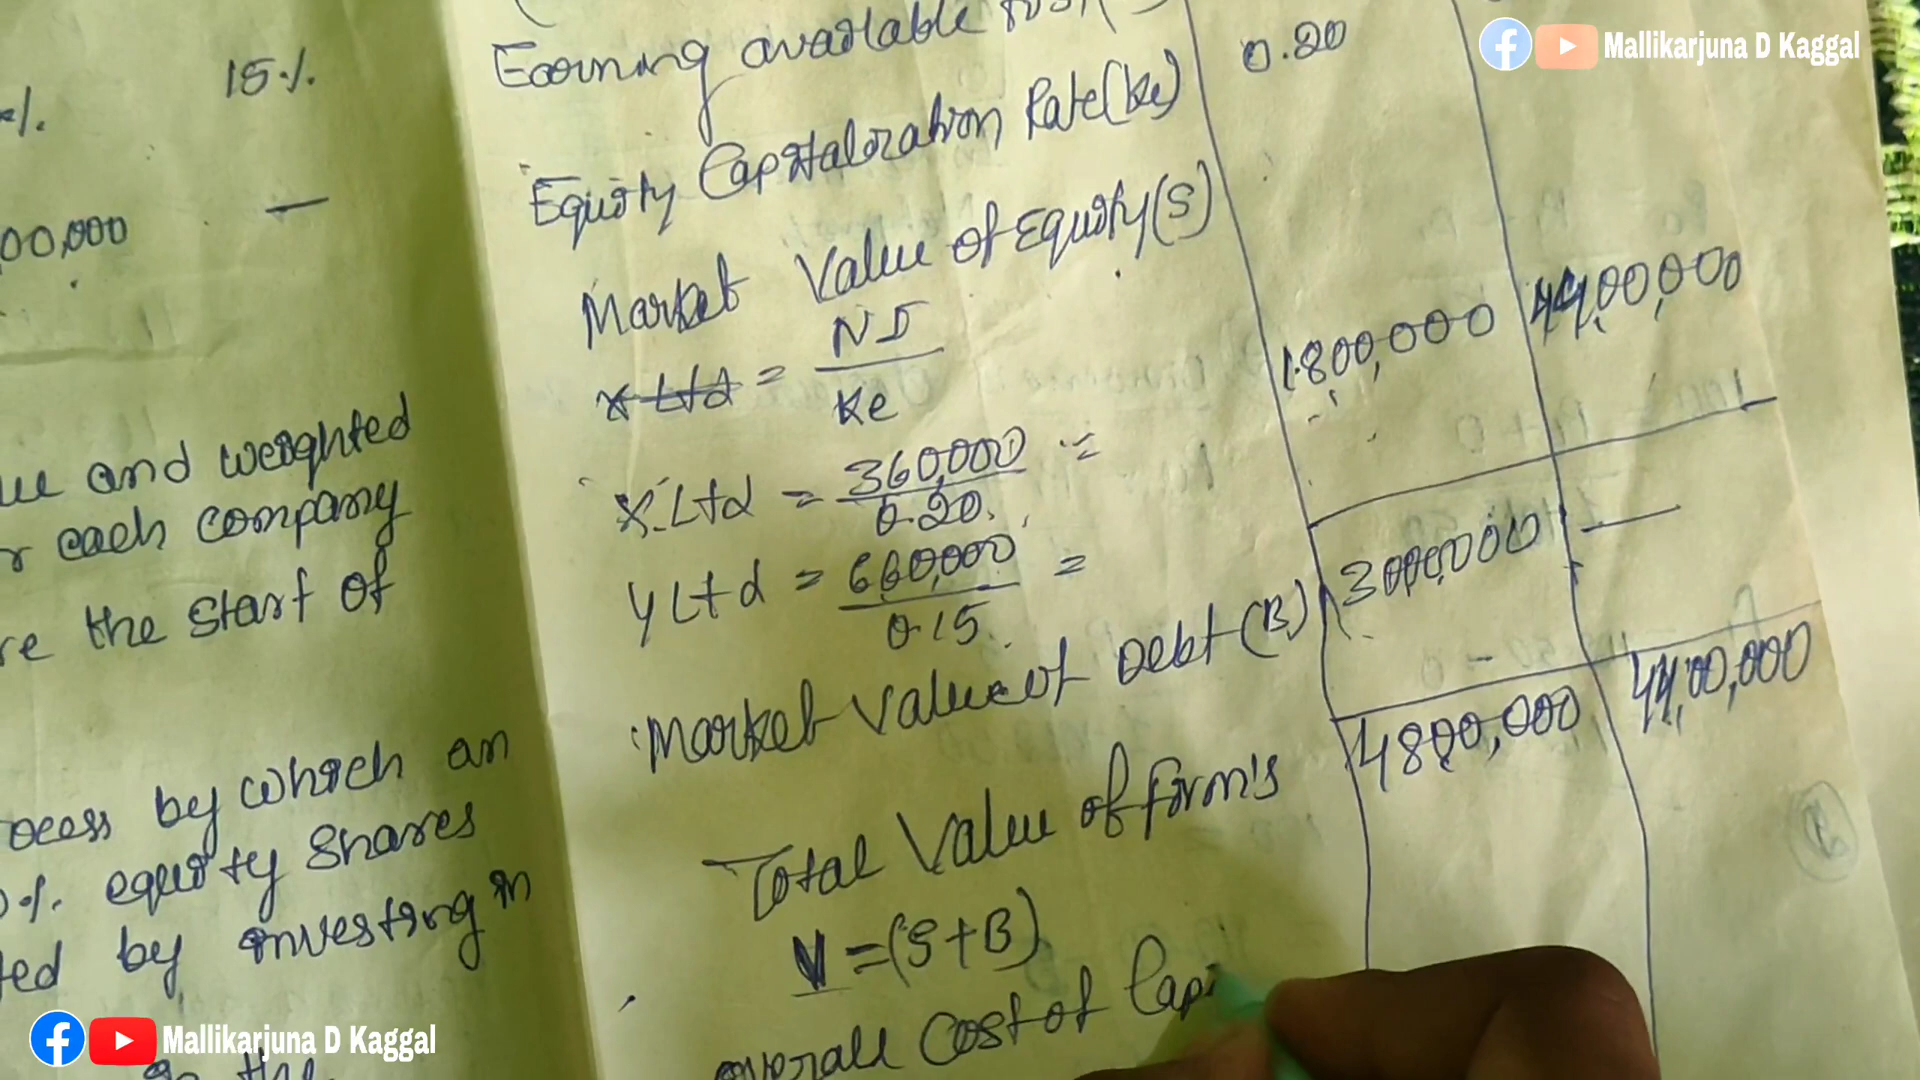 15%
00,000 —
and weighted
each company
re the start of
ocess by which an
equity shares
ted by investing in
the
Earning available
Equity Capitalization Rate(Ke) 0.20
Market Value of Equity(S)
X Ltd = NI
Ke
1800,000 44,00,000
X.Ltd = 360,000 =
0.20
Y Ltd = 660,000 =
0.15
Market Value of Debt (B) 3000,000 —
Total Value of firm's 4800,000 44,00,000
V = (S+B)
overall Cost of Capi
Mallikarjuna D Kaggal
Mallikarjuna D Kaggal